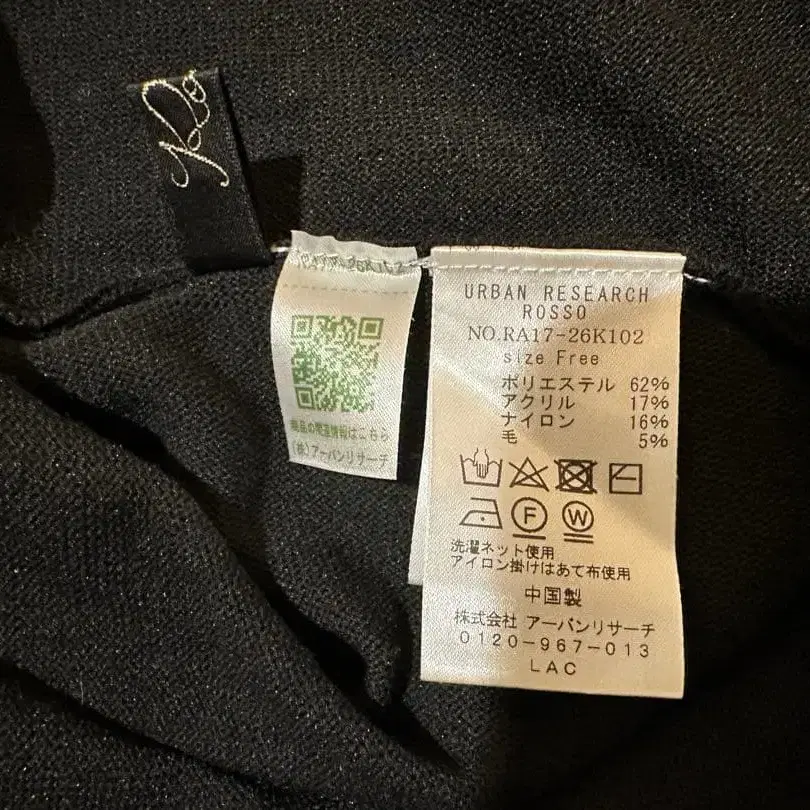 商品の関連情報はこちら
(株)アーバンリサーチ
URBAN RESEARCH
ROSSO
NO.RA17-26K102
size Free
ポリエステル 62%
アクリル 17%
ナイロン 16%
毛 5%
F W
洗濯ネット使用
アイロン掛けはあて布使用
中国製
株式会社 アーバンリサーチ
0120-967-013
LAC